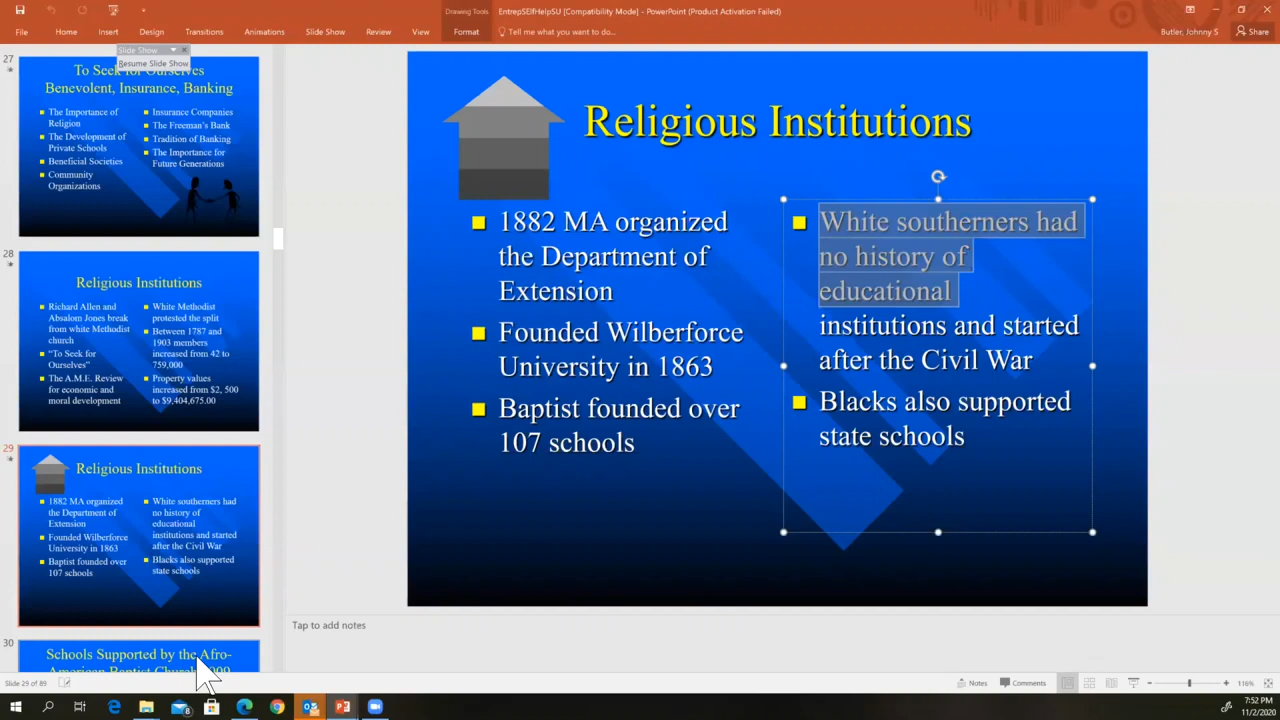 Drawing Tools
EntrepSElfHelpSU [Compatibility Mode] - PowerPoint (Product Activation Failed)
File Home Insert Design Transitions Animations Slide Show Review View Format Tell me what you want to do... Butler, Johnny S Share
Slide Show
Resume Slide Show
27
To Seek for Ourselves
Benevolent, Insurance, Banking
The Importance of
Religion
The Development of
Private Schools
Beneficial Societies
Community
Organizations
Insurance Companies
The Freeman's Bank
Tradition of Banking
The Importance for
Future Generations
28
Religious Institutions
Richard Allen and
Absalom Jones break
from white Methodist
church
"To Seek for
Ourselves"
The A.M.E. Review
for economic and
moral development
White Methodist
protested the split
Between 1787 and
1903 members
increased from 42 to
759,000
Property values
increased from $2, 500
to $9,404,675.00
29
Religious Institutions
1882 MA organized
the Department of
Extension
Founded Wilberforce
University in 1863
Baptist founded over
107 schools
White southerners had
no history of
educational
institutions and started
after the Civil War
Blacks also supported
state schools
30
Schools Supported by the Afro-
Religious Institutions
1882 MA organized
the Department of
Extension
Founded Wilberforce
University in 1863
Baptist founded over
107 schools
White southerners had
no history of
educational
institutions and started
after the Civil War
Blacks also supported
state schools
Tap to add notes
Slide 29 of 89
Notes Comments 116%
8
7:52 PM
11/2/2020